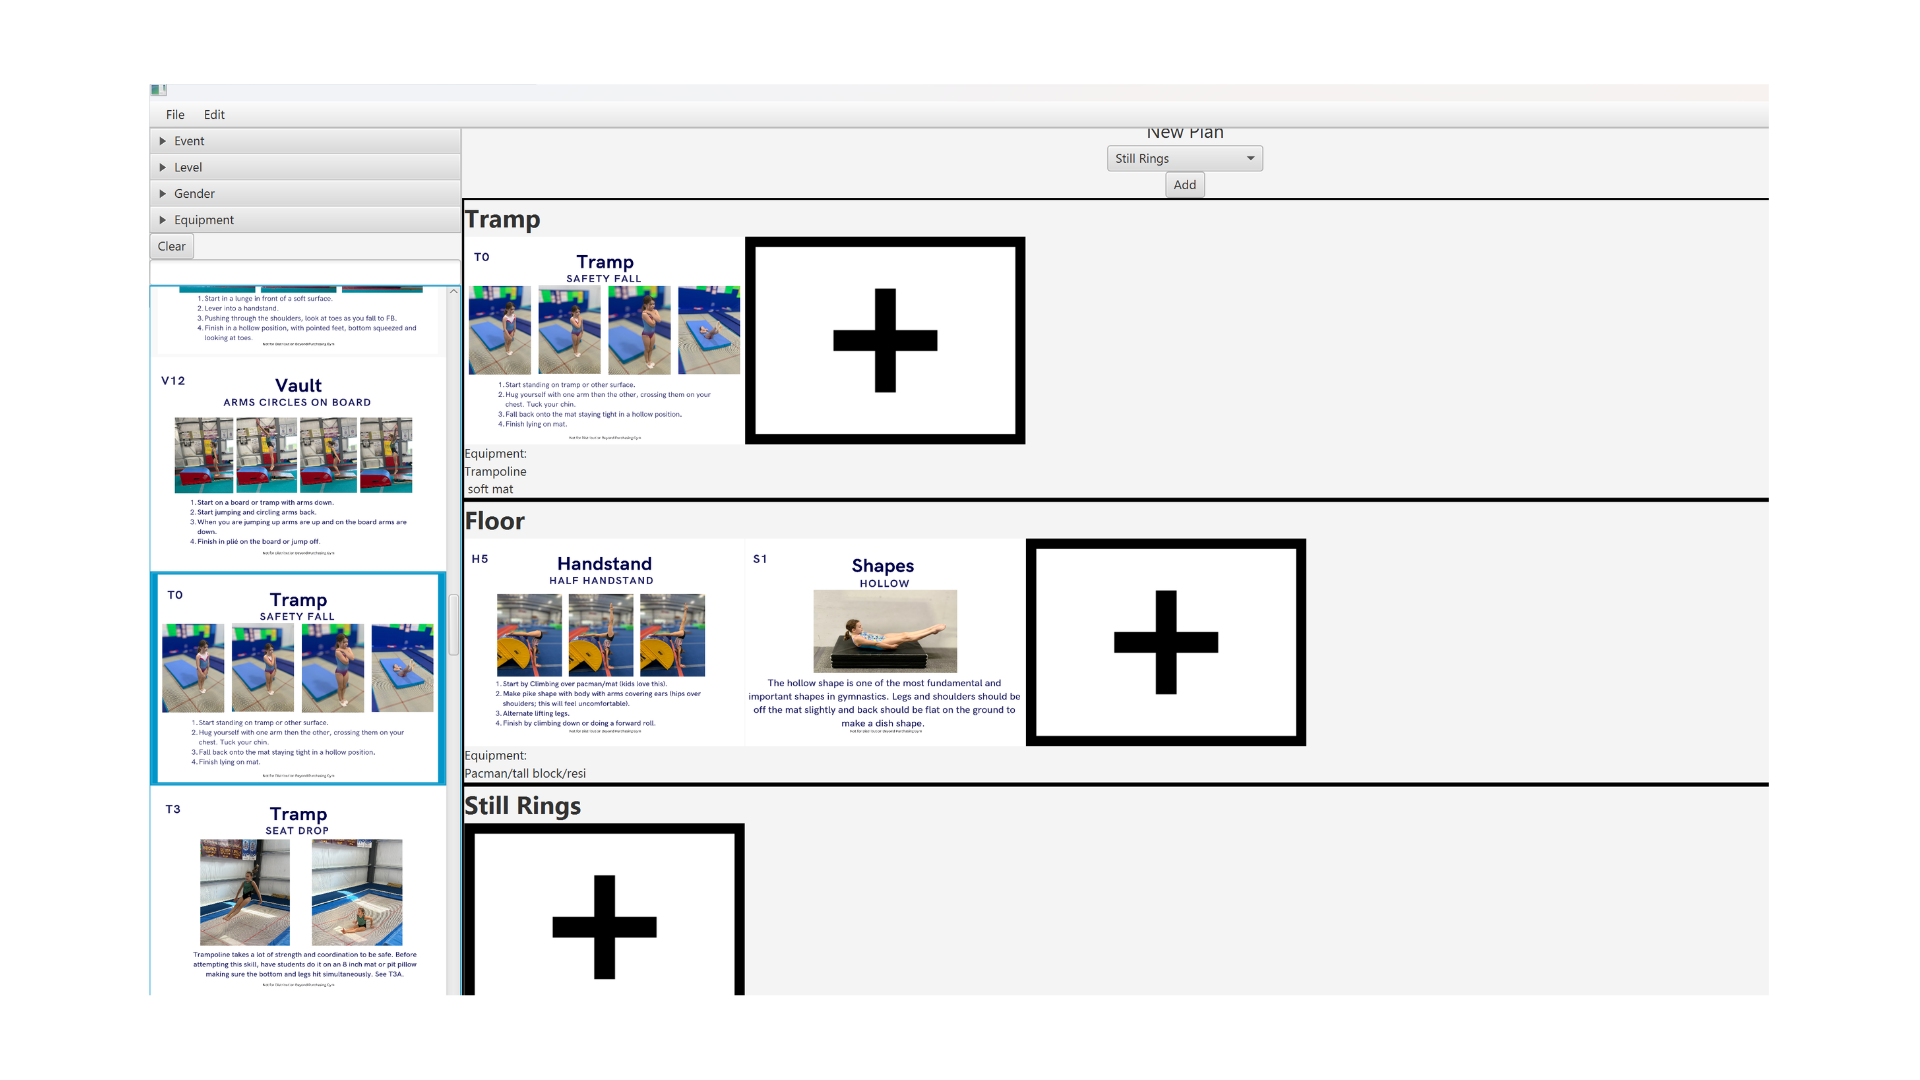 File Edit
Event
Level
Gender
Equipment
Clear
1. Start in a lunge in front of a soft surface.
2. Lever into a handstand.
3. Pushing through the shoulders, look at toes as you fall to FB.
4. Finish in a hollow position, with pointed feet, bottom squeezed and
looking at toes.
V12
Vault
ARMS CIRCLES ON BOARD
1. Start on a board or tramp with arms down.
2. Start jumping and circling arms back.
3. When you are jumping up arms are up and on the board arms are
down.
4. Finish in plié on the board or jump off.
T0
Tramp
SAFETY FALL
1. Start standing on tramp or other surface.
2. Hug yourself with one arm then the other, crossing them on your
chest. Tuck your chin.
3. Fall back onto the mat staying tight in a hollow position.
4. Finish lying on mat.
T3
Tramp
SEAT DROP
Trampoline takes a lot of strength and coordination to be safe. Before
attempting this skill, have students do it on an 8 inch mat or pit pillow
making sure the bottom and legs hit simultaneously. See T3A.
New Plan
Still Rings
Add
Tramp
T0
Tramp
SAFETY FALL
1. Start standing on tramp or other surface.
2. Hug yourself with one arm then the other, crossing them on your
chest. Tuck your chin.
3. Fall back onto the mat staying tight in a hollow position.
4. Finish lying on mat.
Equipment:
Trampoline
soft mat
Floor
H5
Handstand
HALF HANDSTAND
1. Start by Climbing over pacman/mat (kids love this).
2. Make pike shape with body with arms covering ears (hips over
shoulders; this will feel uncomfortable).
3. Alternate lifting legs.
4. Finish by climbing down or doing a forward roll.
S1
Shapes
HOLLOW
The hollow shape is one of the most fundamental and
important shapes in gymnastics. Legs and shoulders should be
off the mat slightly and back should be flat on the ground to
make a dish shape.
Equipment:
Pacman/tall block/resi
Still Rings